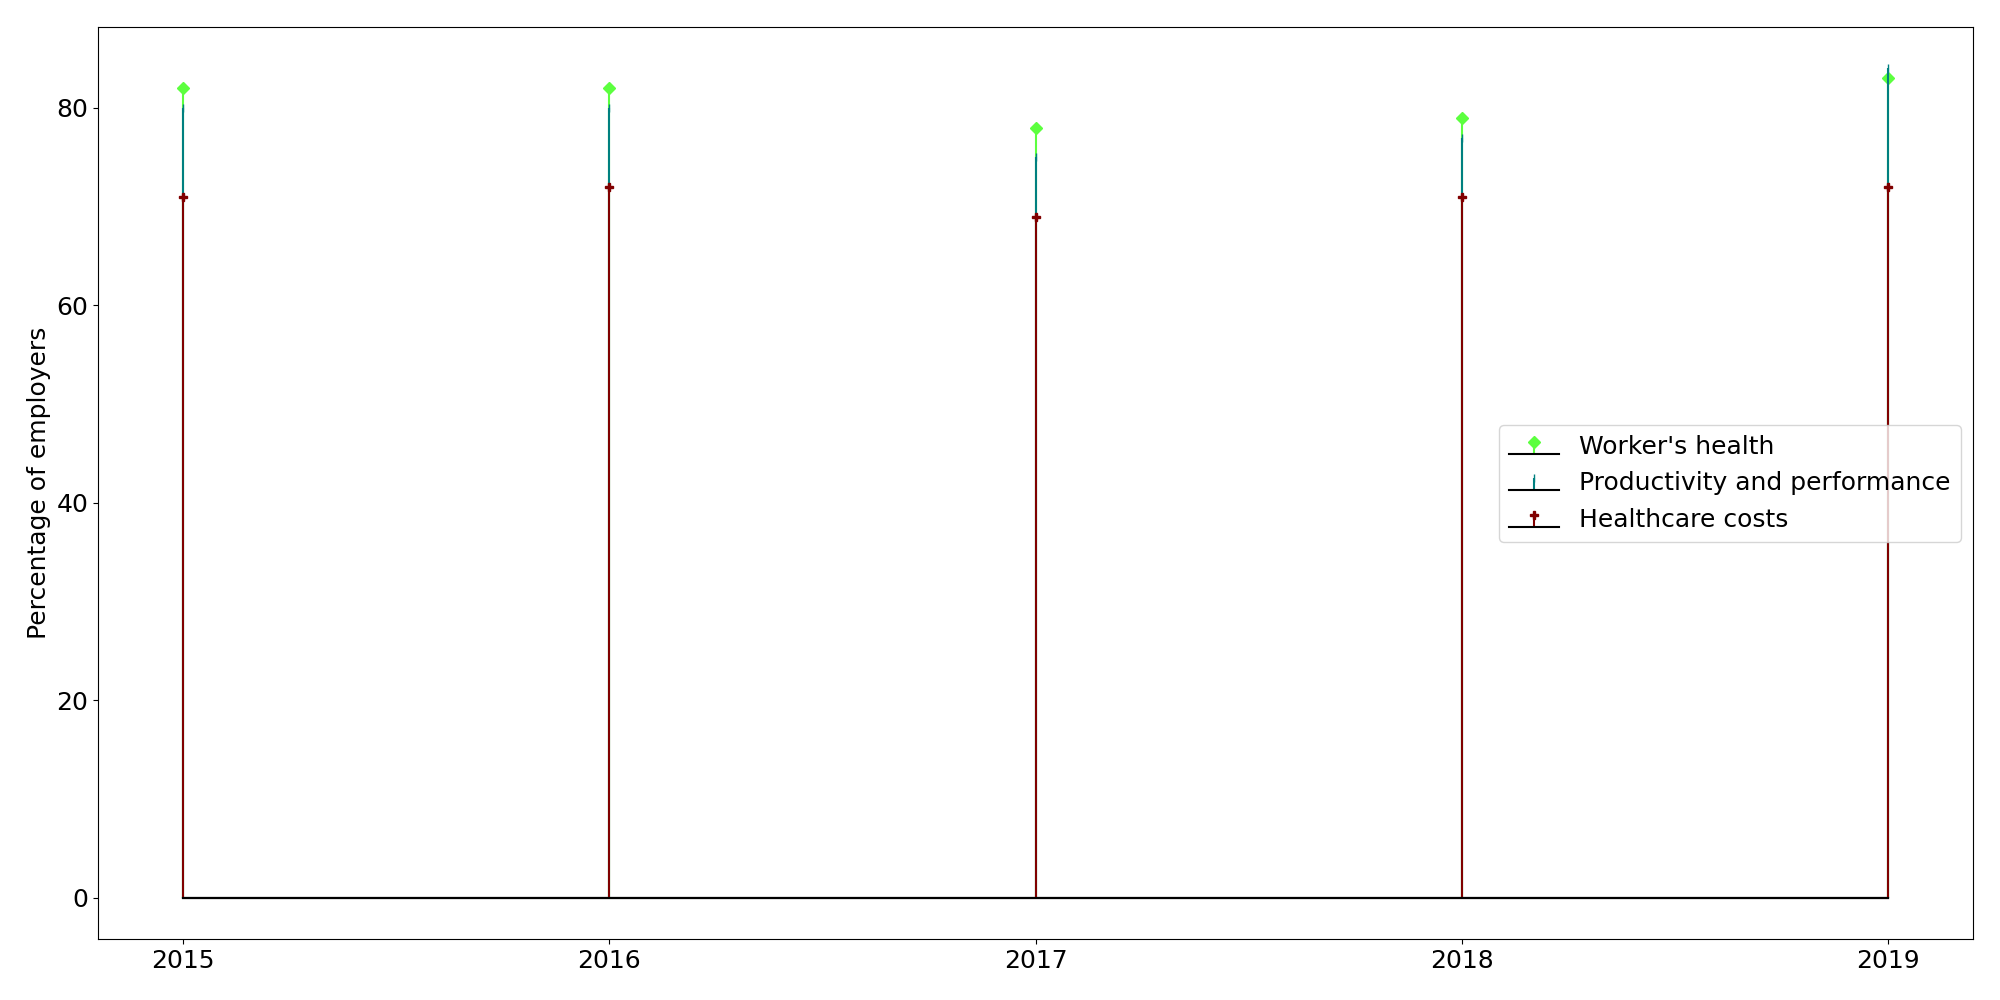 Percentage of employers
80
60
40
20
0
2015
2016
2017
2018
2019
Worker's health
Productivity and performance
Healthcare costs